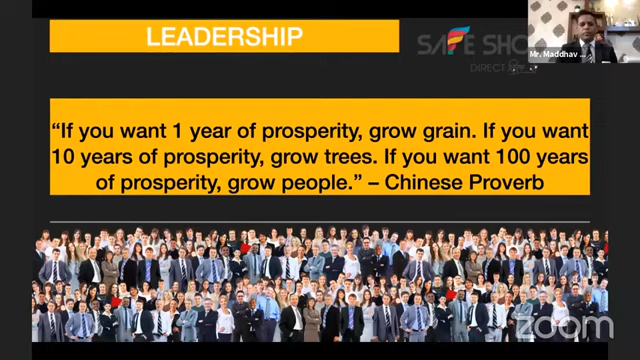 LEADERSHIP
SAFE SHO
DIRECT
Mr. Maddhav ...
“If you want 1 year of prosperity, grow grain. If you want
10 years of prosperity, grow trees. If you want 100 years
of prosperity, grow people.” – Chinese Proverb
zoom